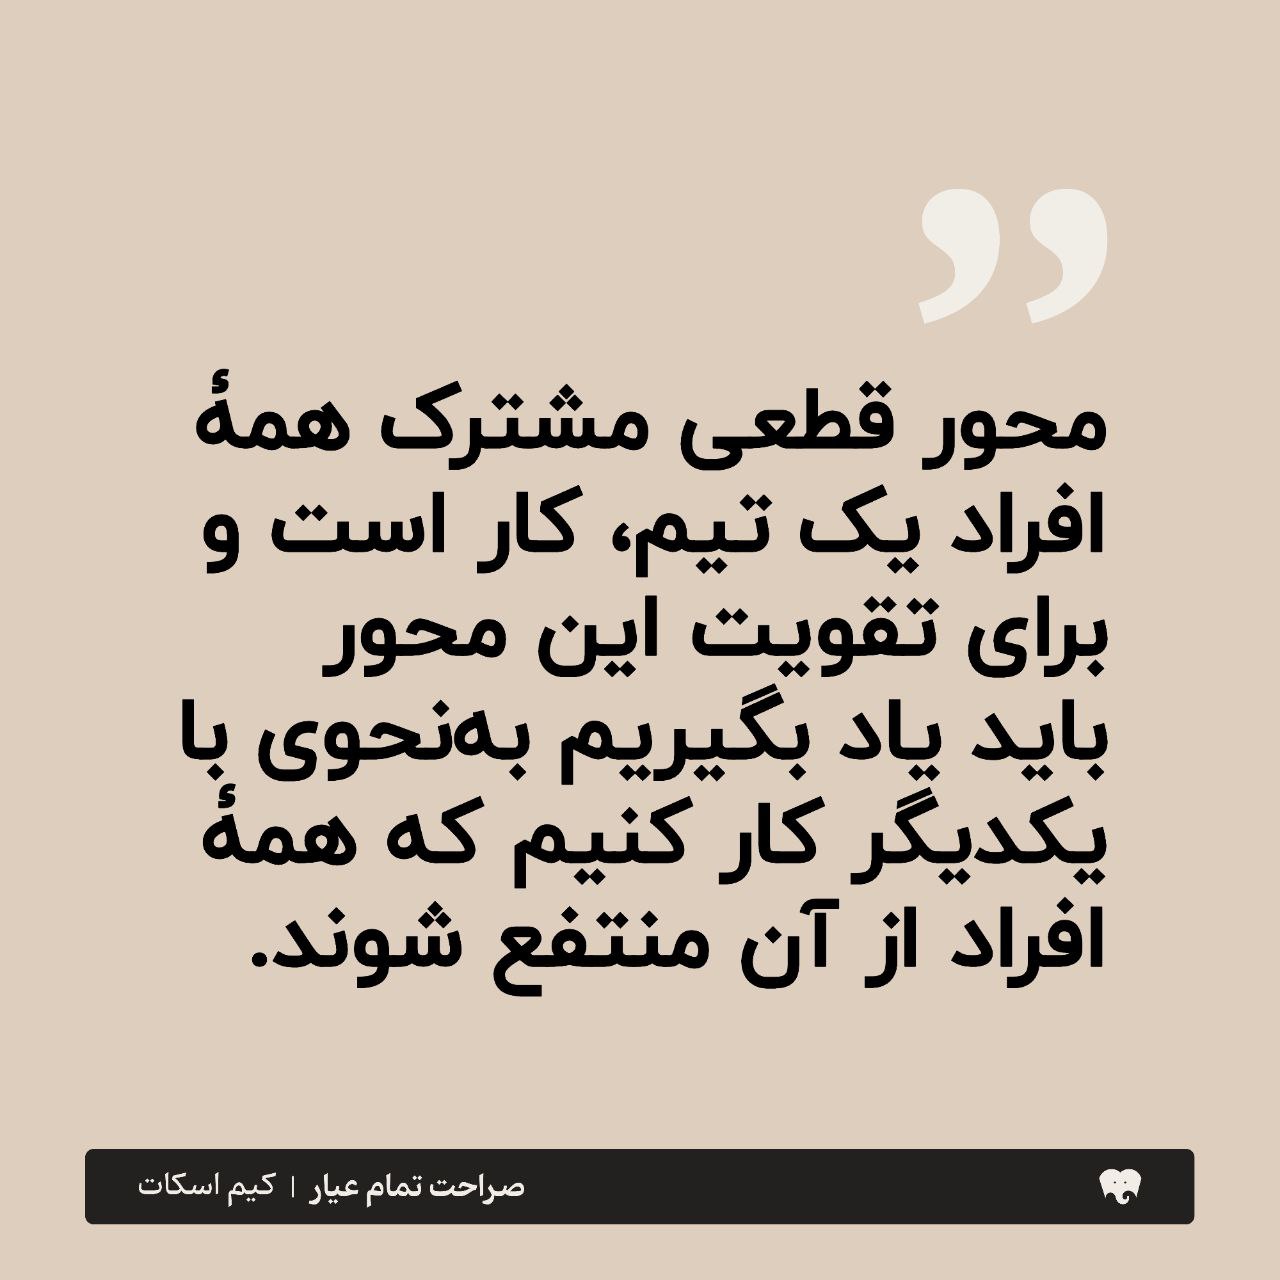 ”
محور قطعی مشترک همهٔ
افراد یک تیم، کار است و
برای تقویت این محور
باید یاد بگیریم به‌نحوی با
یکدیگر کار کنیم که همهٔ
افراد از آن منتفع شوند.
صراحت تمام عیار | کیم اسکات